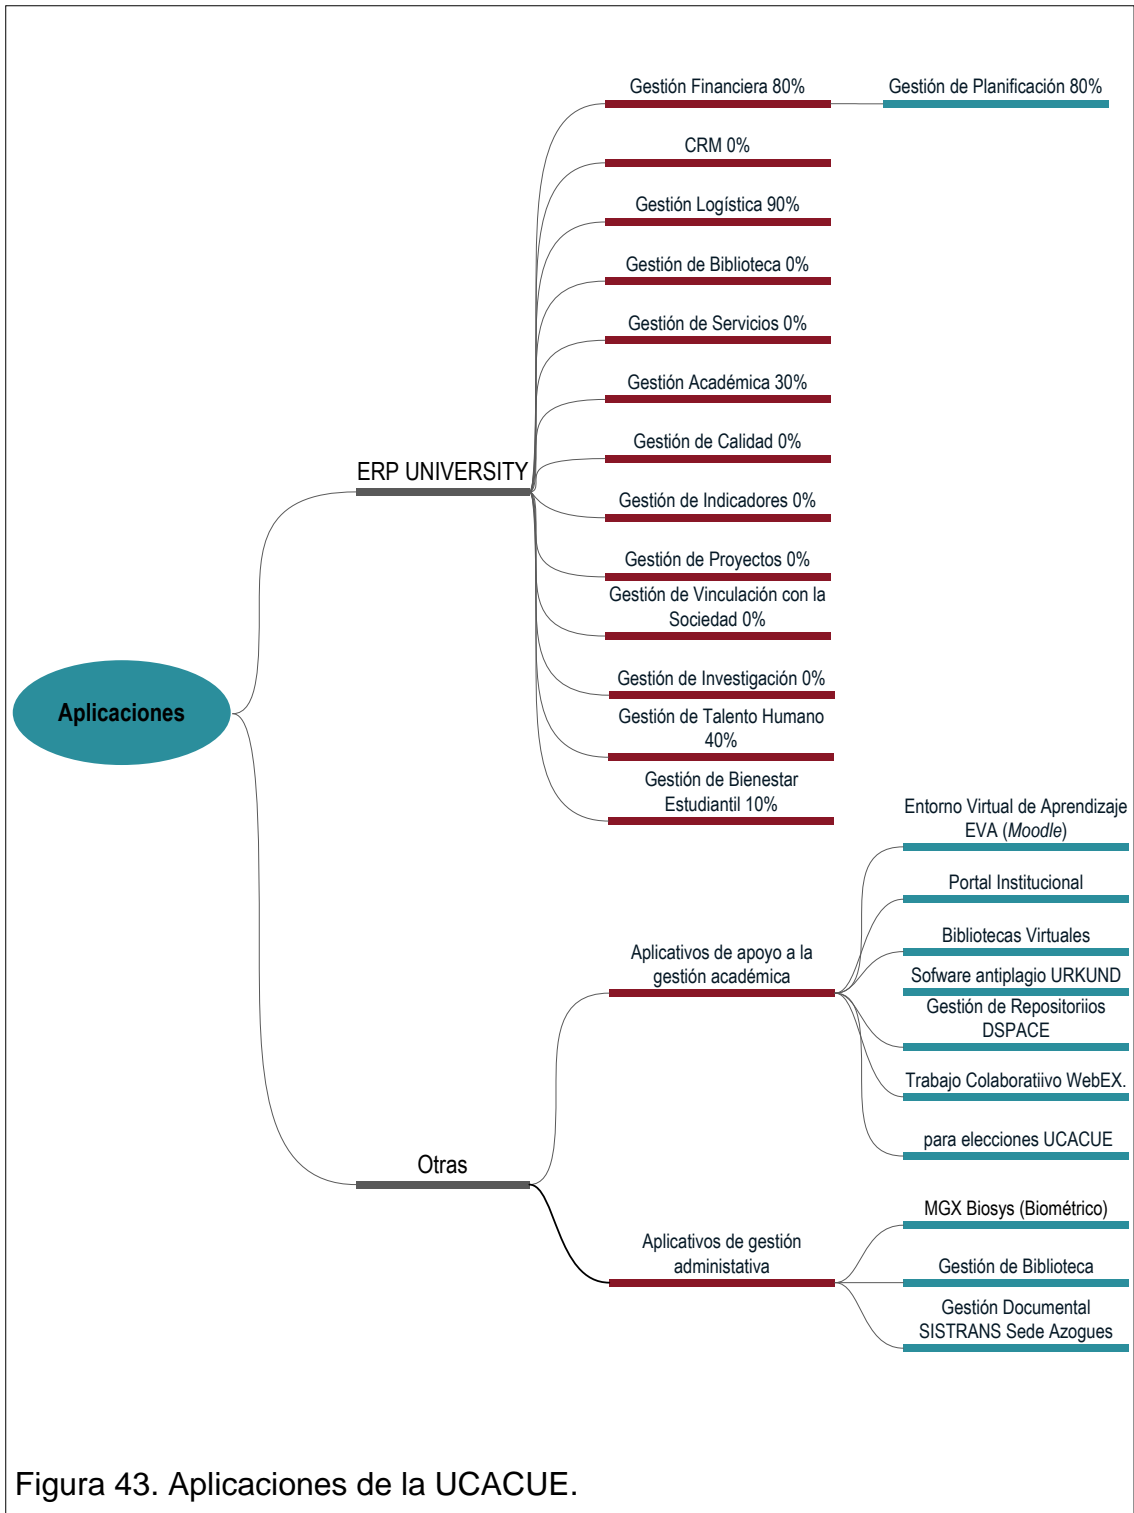 Gestión Financiera 80%
Gestión de Planificación 80%
CRM 0%
Gestión Logística 90%
Gestión de Biblioteca 0%
Gestión de Servicios 0%
Gestión Académica 30%
Gestión de Calidad 0%
ERP UNIVERSITY
Gestión de Indicadores 0%
Gestión de Proyectos 0%
Gestión de Vinculación con la
Sociedad 0%
Gestión de Investigación 0%
Aplicaciones
Gestión de Talento Humano
40%
Gestión de Bienestar
Estudiantil 10%
Entorno Virtual de Aprendizaje
EVA (Moodle)
Portal Institucional
Bibliotecas Virtuales
Aplicativos de apoyo a la
gestión académica
Sofware antiplagio URKUND
Gestión de Repositoriios
DSPACE
Trabajo Colaboratiivo WebEX.
para elecciones UCACUE
Otras
MGX Biosys (Biométrico)
Aplicativos de gestión
administativa
Gestión de Biblioteca
Gestión Documental
SISTRANS Sede Azogues
Figura 43. Aplicaciones de la UCACUE.